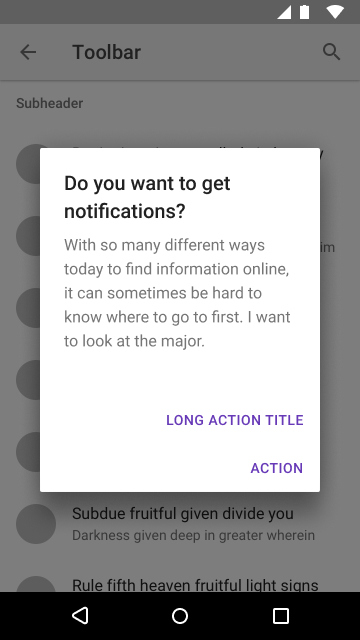 Toolbar
Subheader
Do you want to get
notifications?
With so many different ways
today to find information online,
it can sometimes be hard to
know where to go to first. I want
to look at the major.
LONG ACTION TITLE
ACTION
Subdue fruitful given divide you
Darkness given deep in greater wherein
Rule fifth heaven fruitful light signs